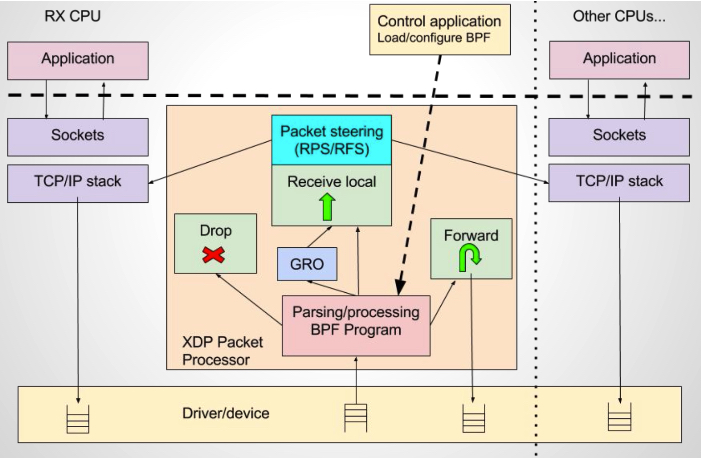 RX CPU
Control application
Load/configure BPF
Other CPUs...
Application
Application
Sockets
Packet steering
(RPS/RFS)
Sockets
TCP/IP stack
Receive local
TCP/IP stack
Drop
Forward
GRO
Parsing/processing
BPF Program
XDP Packet
Processor
Driver/device